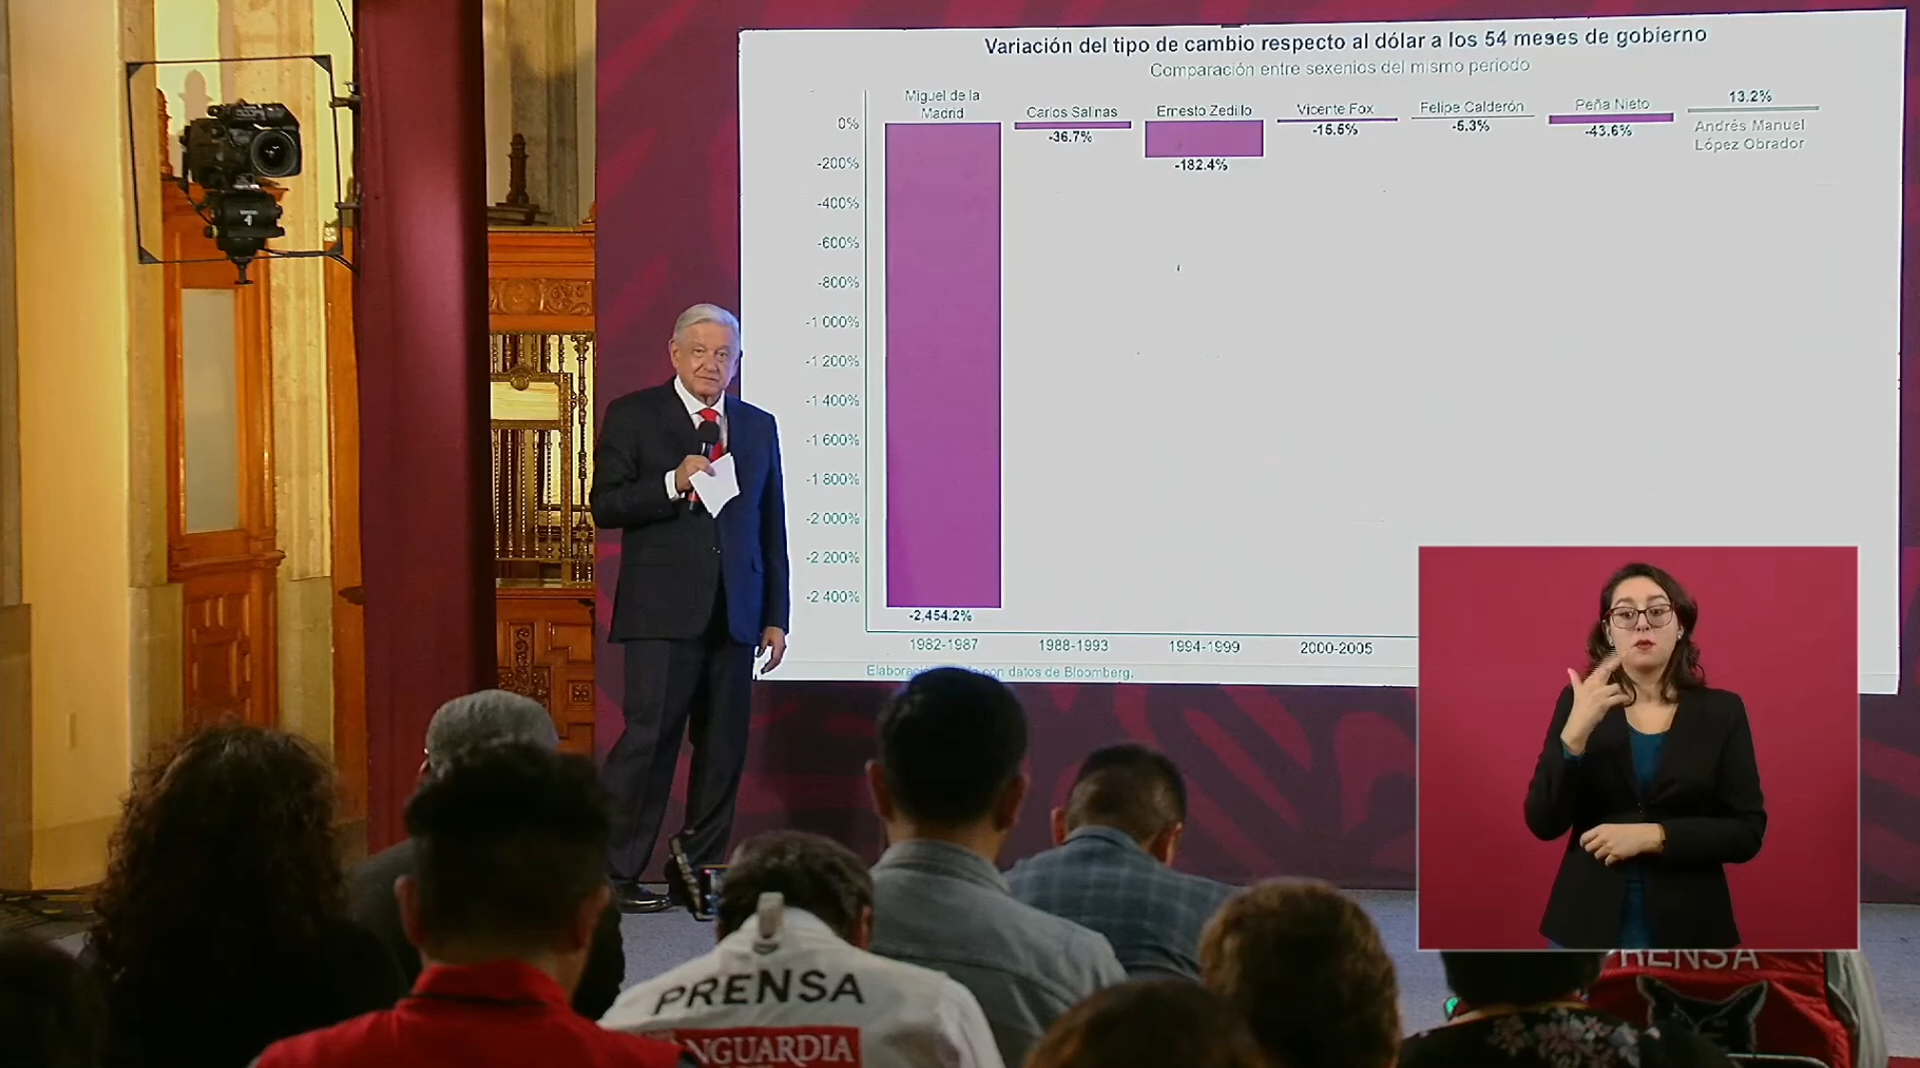 Variación del tipo de cambio respecto al dólar a los 54 meses de gobierno
Comparación entre sexenios del mismo periodo
Miguel de la
Madrid
Carlos Salinas
Ernesto Zedillo
Vicente Fox
Felipe Calderón
Peña Nieto
13.2%
Andrés Manuel
López Obrador
-36.7%
-182.4%
-15.5%
-5.3%
-43.6%
0%
-200%
-400%
-600%
-800%
-1 000%
-1 200%
-1 400%
-1 600%
-1 800%
-2 000%
-2 200%
-2 400%
-2,454.2%
1982-1987
1988-1993
1994-1999
2000-2005
con datos de Bloomberg.
PRENSA
NGUARDIA
PRENSA